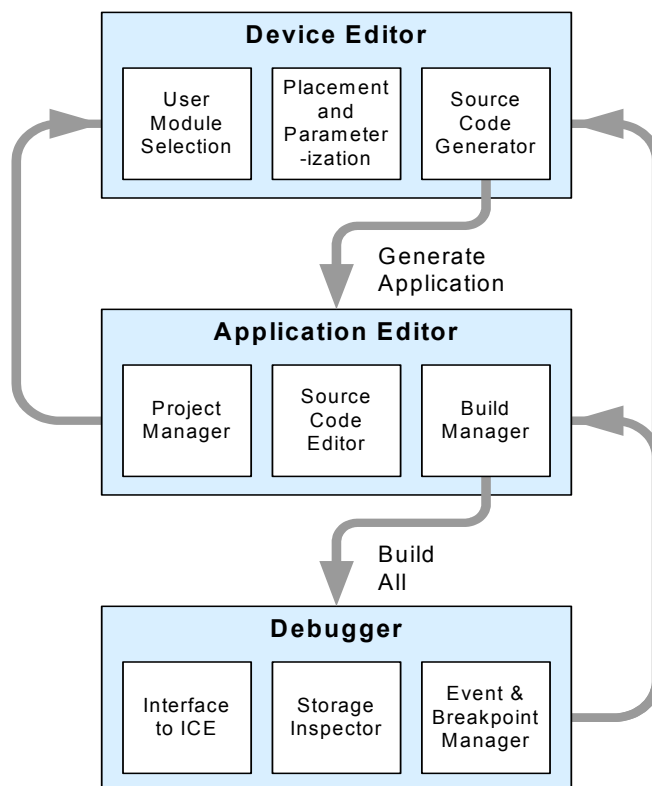 Device Editor
User
Module
Selection
Placement
and
Parameter
-ization
Source
Code
Generator
Generate
Application
Application Editor
Project
Manager
Source
Code
Editor
Build
Manager
Build
All
Debugger
Interface
to ICE
Storage
Inspector
Event &
Breakpoint
Manager